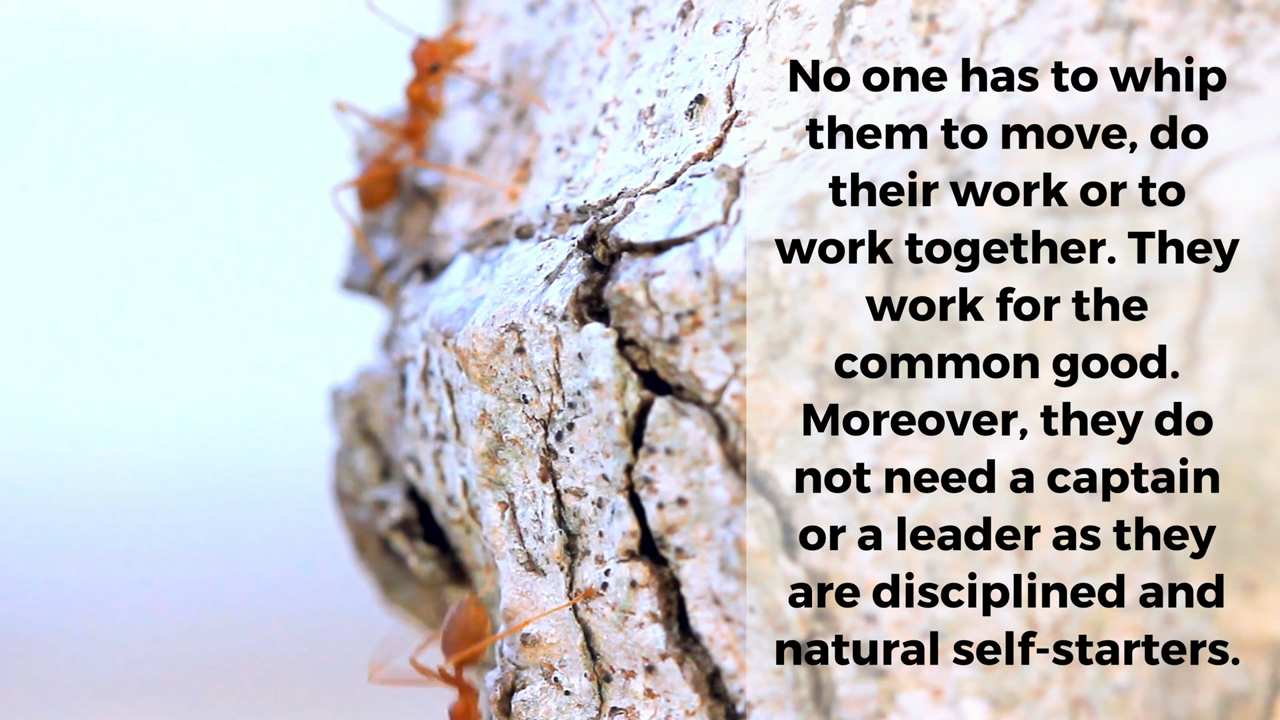 No one has to whip
them to move, do
their work or to
work together. They
work for the
common good.
Moreover, they do
not need a captain
or a leader as they
are disciplined and
natural self-starters.